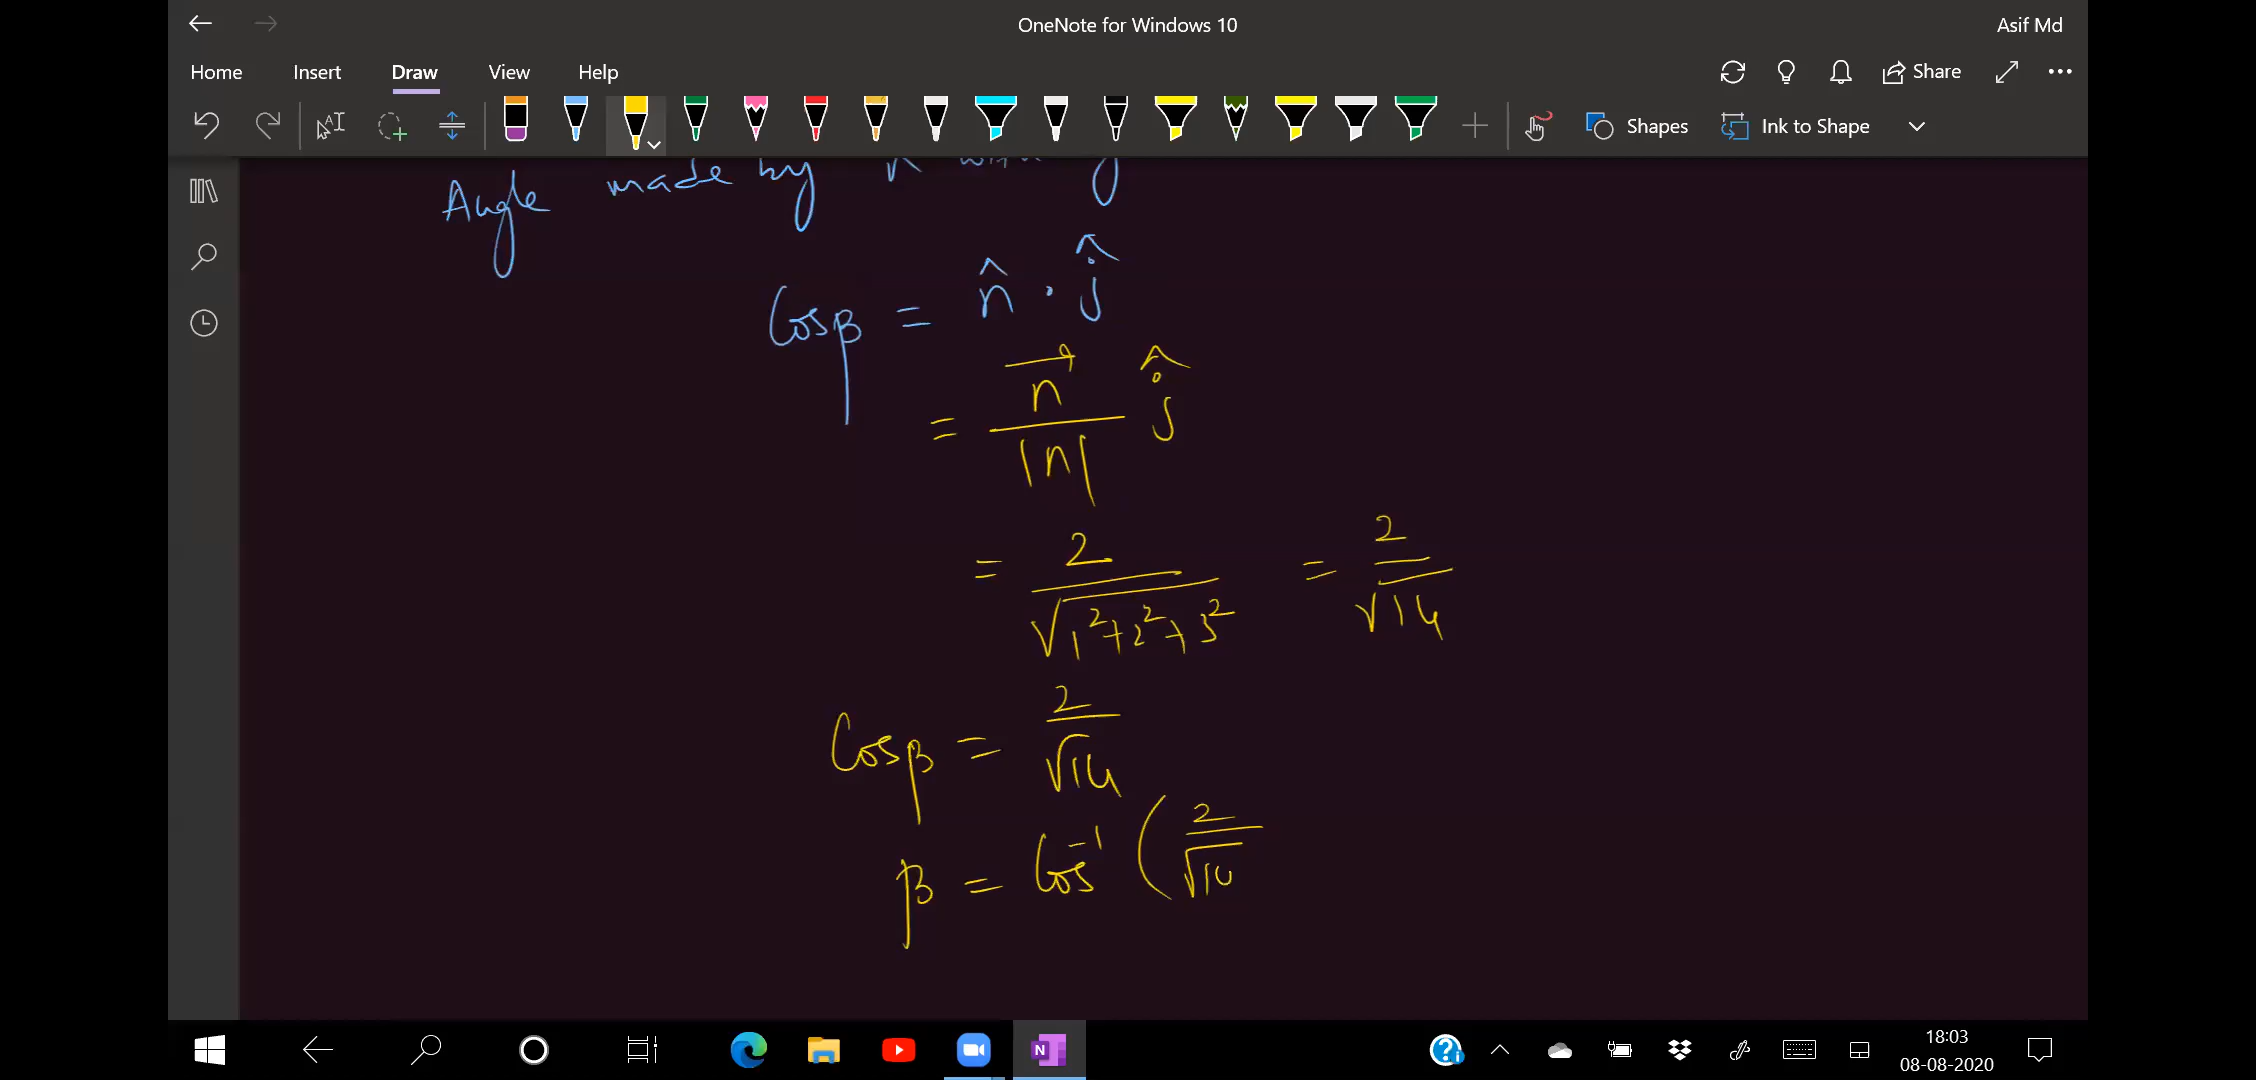 OneNote for Windows 10
Asif Md
Home Insert Draw View Help
Share
Shapes Ink to Shape
Angle made by n with j
Cosβ = n̂ · ĵ
= n⃗ / |n| ĵ
= 2 / √1²+2²+3² = 2 / √14
Cosβ = 2 / √14
β = Cos⁻¹ ( 2 / √14
18:03
08-08-2020